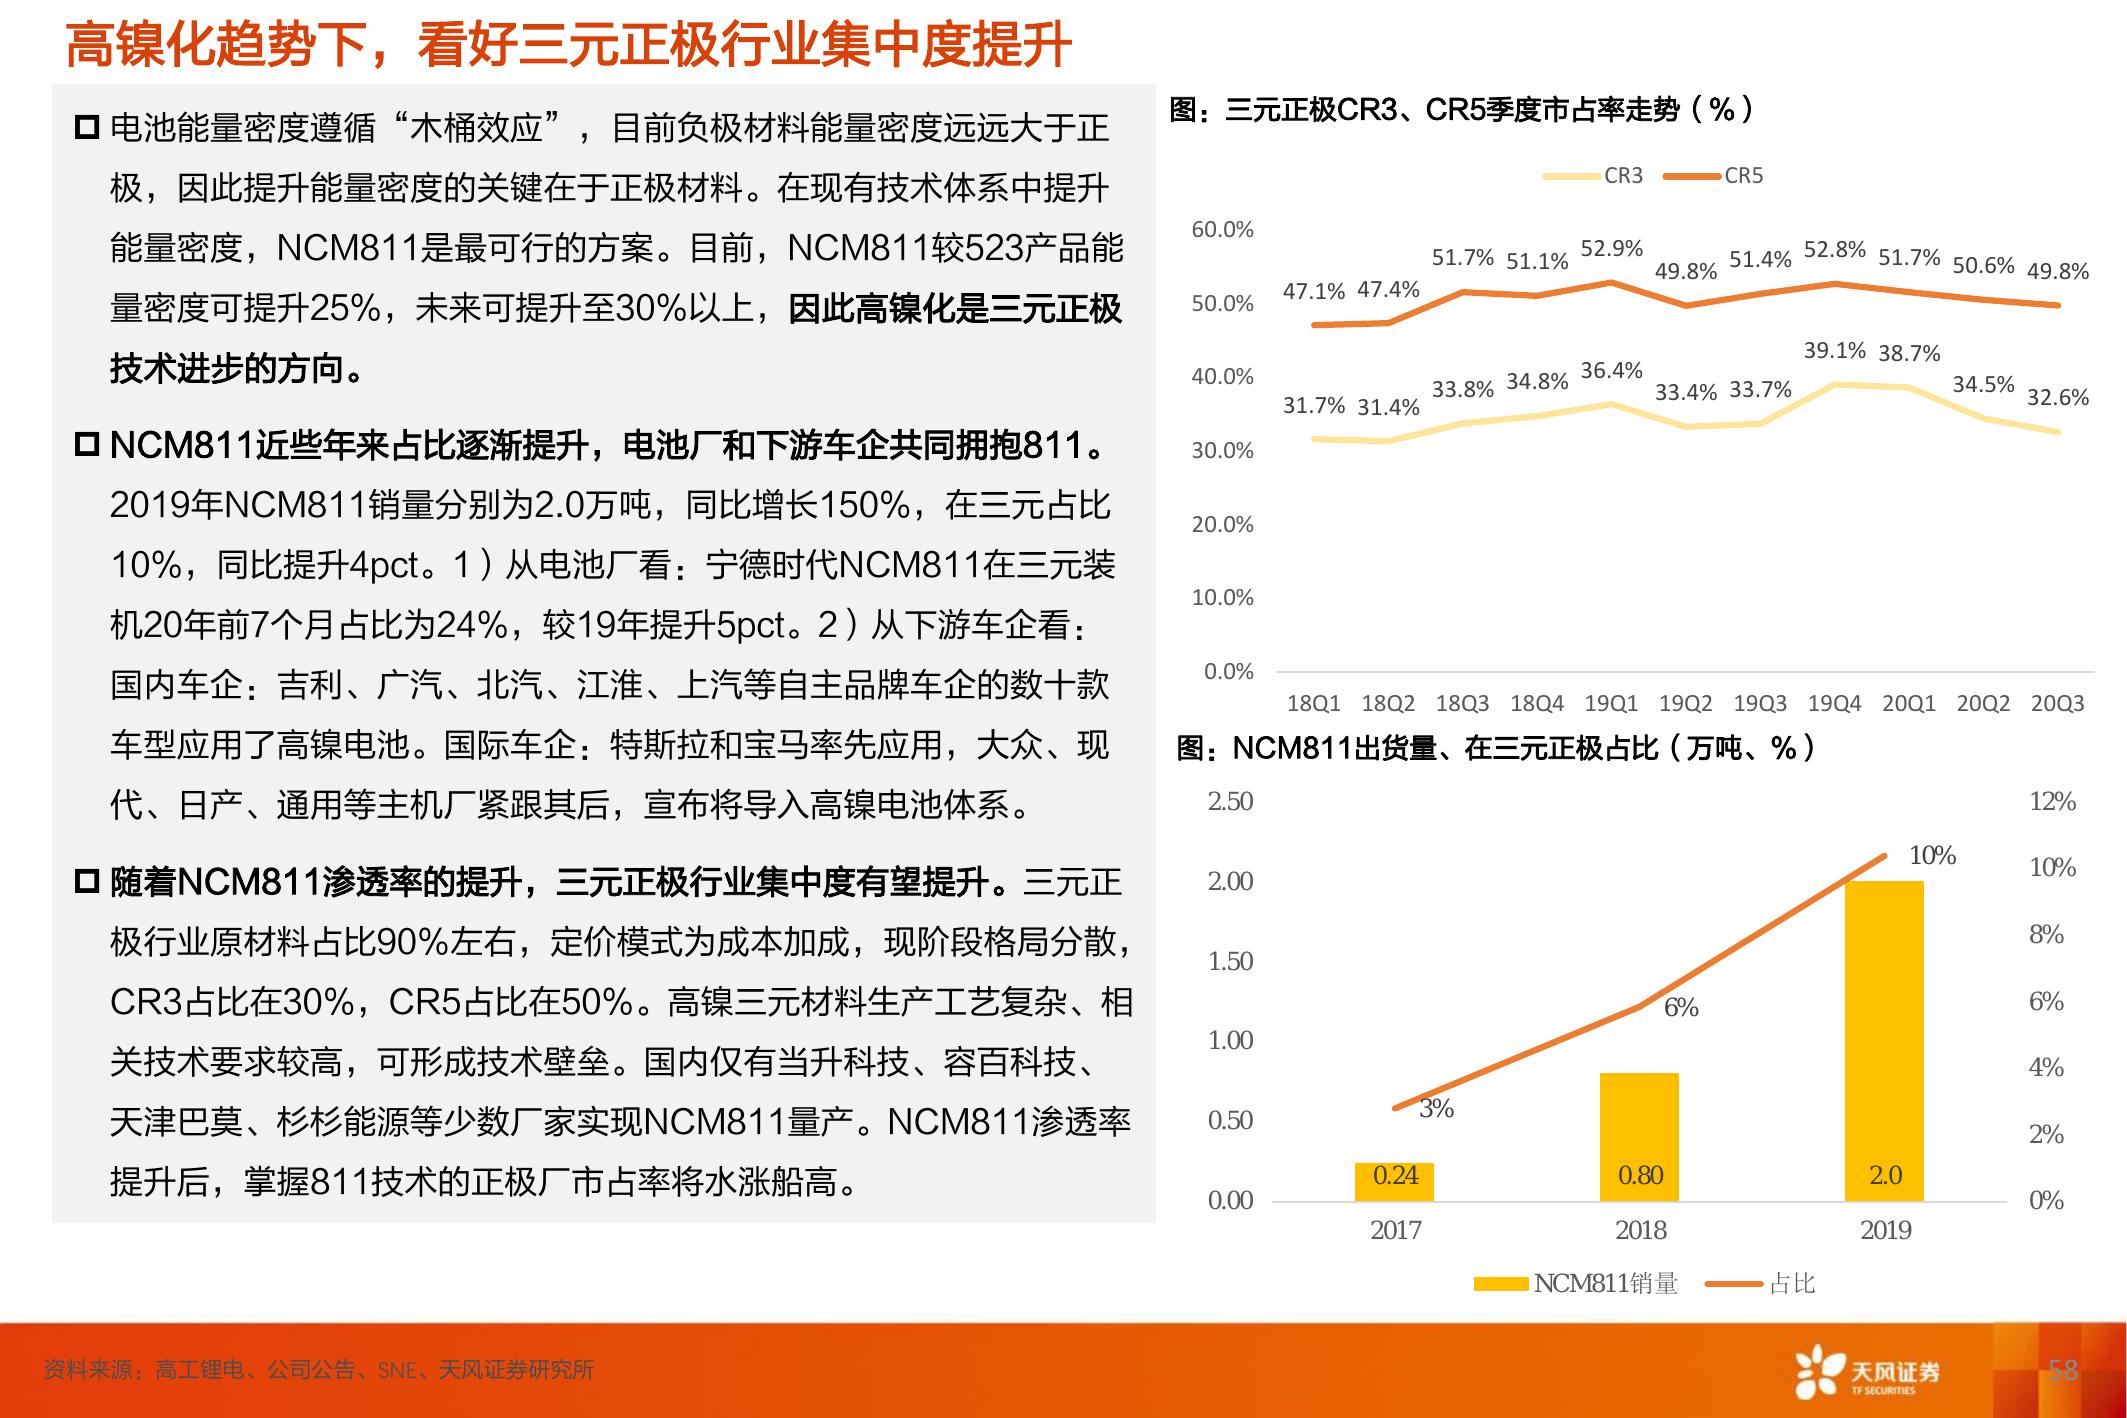 高镍化趋势下，看好三元正极行业集中度提升
电池能量密度遵循“木桶效应”，目前负极材料能量密度远远大于正
极，因此提升能量密度的关键在于正极材料。在现有技术体系中提升
能量密度，NCM811是最可行的方案。目前，NCM811较523产品能
量密度可提升25%，未来可提升至30%以上，因此高镍化是三元正极
技术进步的方向。
NCM811近些年来占比逐渐提升，电池厂和下游车企共同拥抱811。
2019年NCM811销量分别为2.0万吨，同比增长150%，在三元占比
10%，同比提升4pct。1）从电池厂看：宁德时代NCM811在三元装
机20年前7个月占比为24%，较19年提升5pct。2）从下游车企看：
国内车企：吉利、广汽、北汽、江淮、上汽等自主品牌车企的数十款
车型应用了高镍电池。国际车企：特斯拉和宝马率先应用，大众、现
代、日产、通用等主机厂紧跟其后，宣布将导入高镍电池体系。
随着NCM811渗透率的提升，三元正极行业集中度有望提升。三元正
极行业原材料占比90%左右，定价模式为成本加成，现阶段格局分散，
CR3占比在30%，CR5占比在50%。高镍三元材料生产工艺复杂、相
关技术要求较高，可形成技术壁垒。国内仅有当升科技、容百科技、
天津巴莫、杉杉能源等少数厂家实现NCM811量产。NCM811渗透率
提升后，掌握811技术的正极厂市占率将水涨船高。
图：三元正极CR3、CR5季度市占率走势（%）
CR3 CR5
60.0%
50.0%
40.0%
30.0%
20.0%
10.0%
0.0%
47.1% 47.4% 51.7% 51.1% 52.9% 49.8% 51.4% 52.8% 51.7% 50.6% 49.8%
31.7% 31.4% 33.8% 34.8% 36.4% 33.4% 33.7% 39.1% 38.7% 34.5% 32.6%
18Q1 18Q2 18Q3 18Q4 19Q1 19Q2 19Q3 19Q4 20Q1 20Q2 20Q3
图：NCM811出货量、在三元正极占比（万吨、%）
2.50
2.00
1.50
1.00
0.50
0.00
12%
10%
8%
6%
4%
2%
0%
3% 6% 10%
0.24 0.80 2.0
2017 2018 2019
NCM811销量 占比
资料来源：高工锂电、公司公告、SNE、天风证券研究所
天风证券
TF SECURITIES
58